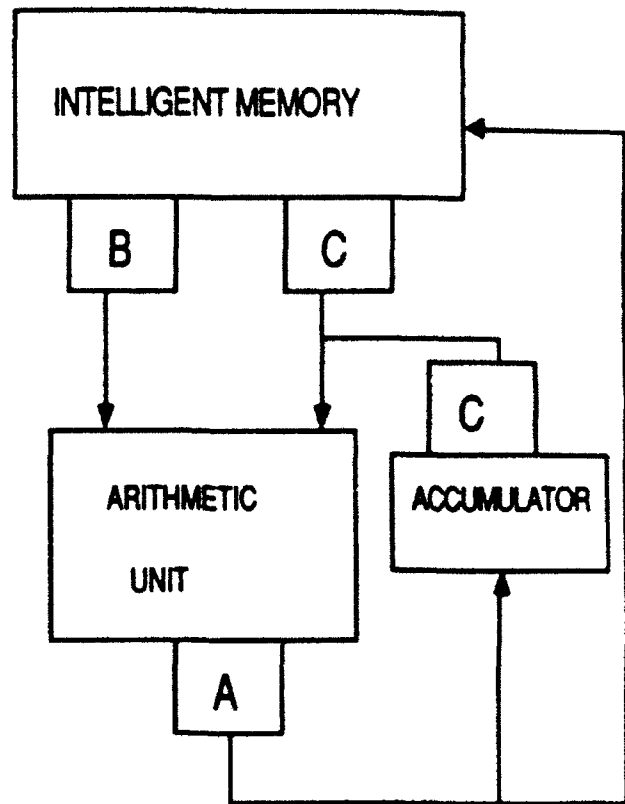 INTELLIGENT MEMORY
B
C
C
ARITHMETIC
UNIT
ACCUMULATOR
A